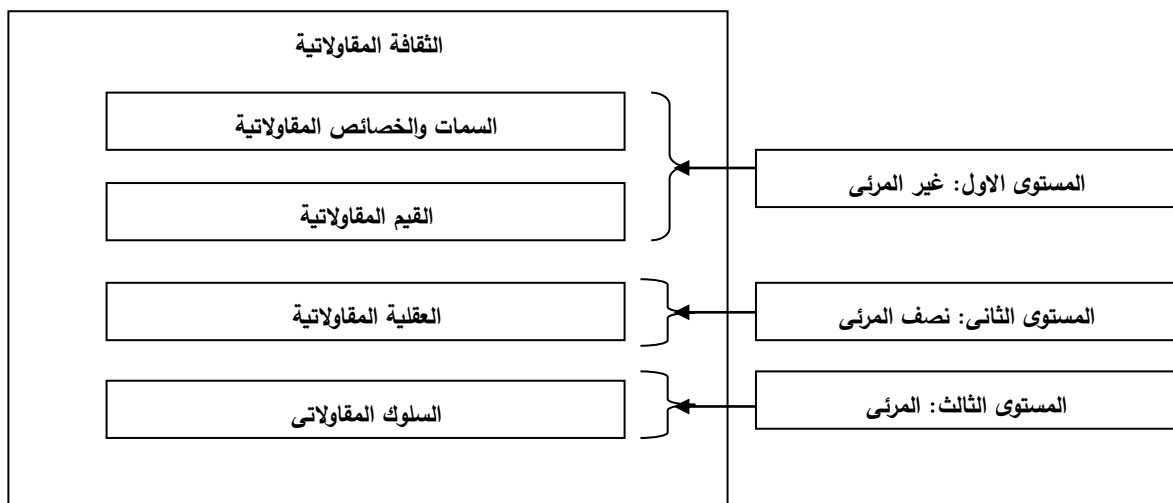 الثقافة المقاولاتية
السمات والخصائص المقاولاتية
المستوى الاول: غير المرئى
القيم المقاولاتية
المستوى الثانى: نصف المرئى
العقلية المقاولاتية
المستوى الثالث: المرئى
السلوك المقاولاتى